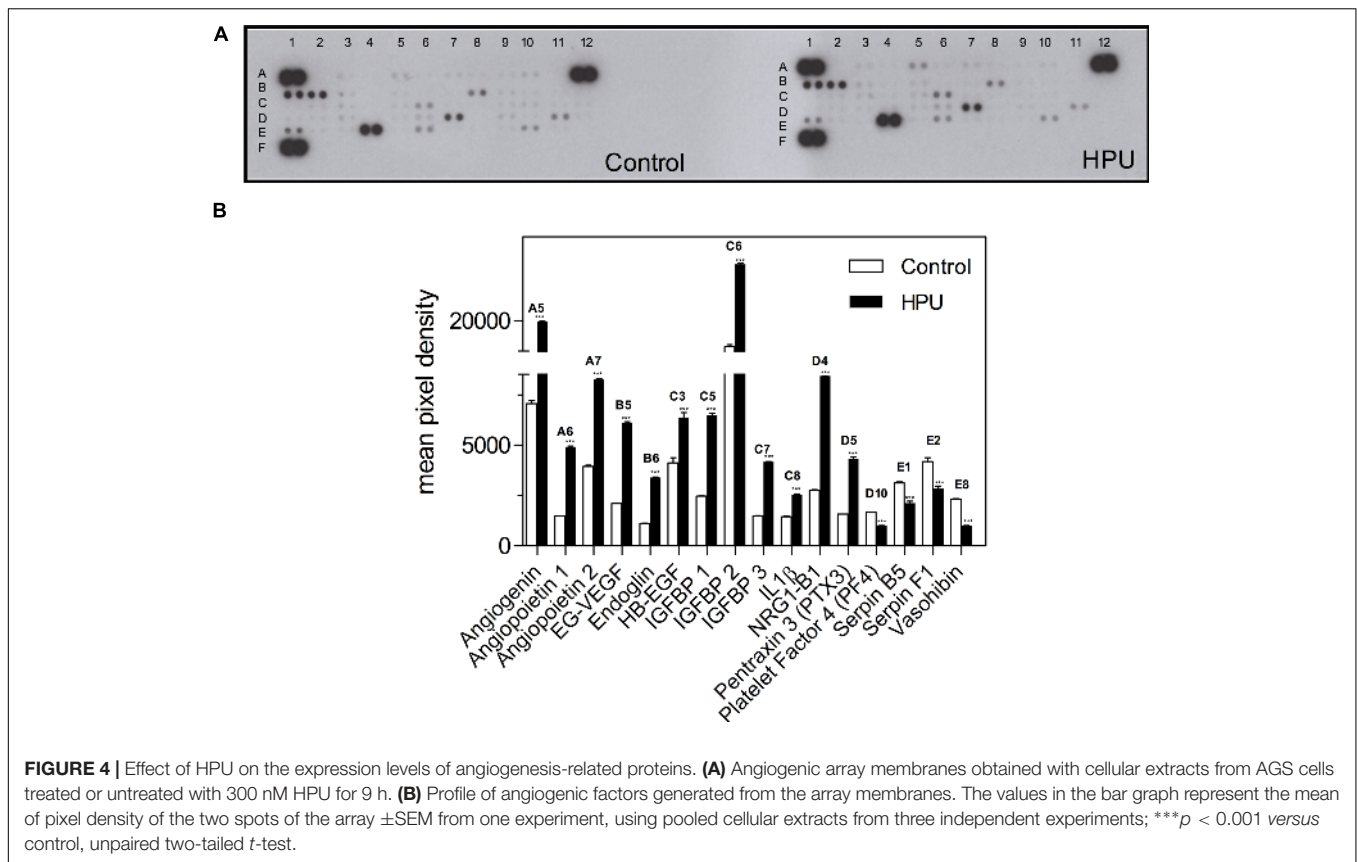 A
1 2 3 4 5 6 7 8 9 10 11 12
1 2 3 4 5 6 7 8 9 10 11 12
A
B
C
D
E
F
A
B
C
D
E
F
Control
HPU
B
mean pixel density
20000
5000
0
Control
HPU
A5
***
A6
***
A7
***
B5
***
B6
***
C3
***
C5
***
C6
***
C7
***
C8
***
D4
***
D5
***
D10
***
E1
***
E2
***
E8
***
Angiogenin
Angiopoietin 1
Angiopoietin 2
EG-VEGF
Endoglin
HB-EGF
IGFBP 1
IGFBP 2
IGFBP 3
IL1β
NRG1-B1
Pentraxin 3 (PTX3)
Platelet Factor 4 (PF4)
Serpin B5
Serpin F1
Vasohibin
FIGURE 4 | Effect of HPU on the expression levels of angiogenesis-related proteins. (A) Angiogenic array membranes obtained with cellular extracts from AGS cells
treated or untreated with 300 nM HPU for 9 h. (B) Profile of angiogenic factors generated from the array membranes. The values in the bar graph represent the mean
of pixel density of the two spots of the array ±SEM from one experiment, using pooled cellular extracts from three independent experiments; ***p < 0.001 versus
control, unpaired two-tailed t-test.